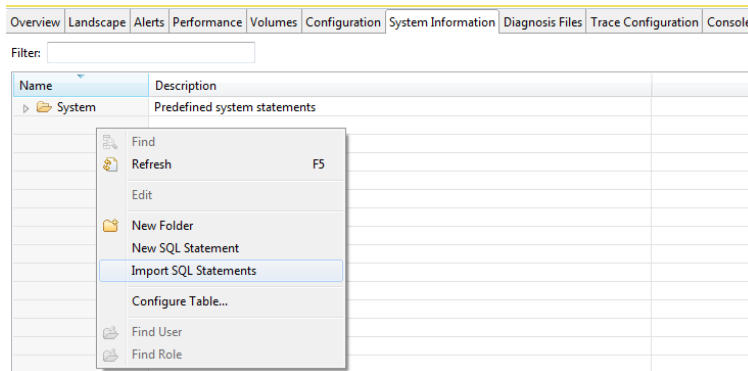 Overview Landscape Alerts Performance Volumes Configuration System Information Diagnosis Files Trace Configuration Console
Filter:
Name Description
System Predefined system statements
Find
Refresh F5
Edit
New Folder
New SQL Statement
Import SQL Statements
Configure Table...
Find User
Find Role